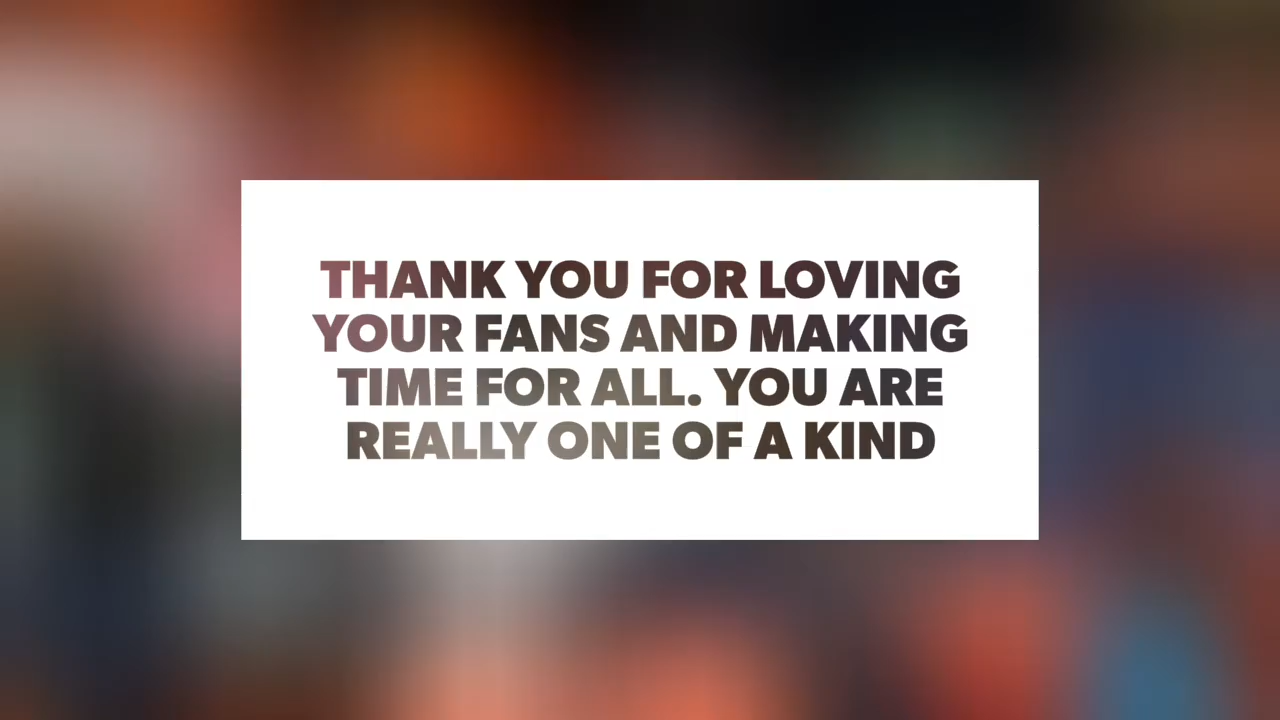 THANK YOU FOR LOVING
YOUR FANS AND MAKING
TIME FOR ALL. YOU ARE
REALLY ONE OF A KIND